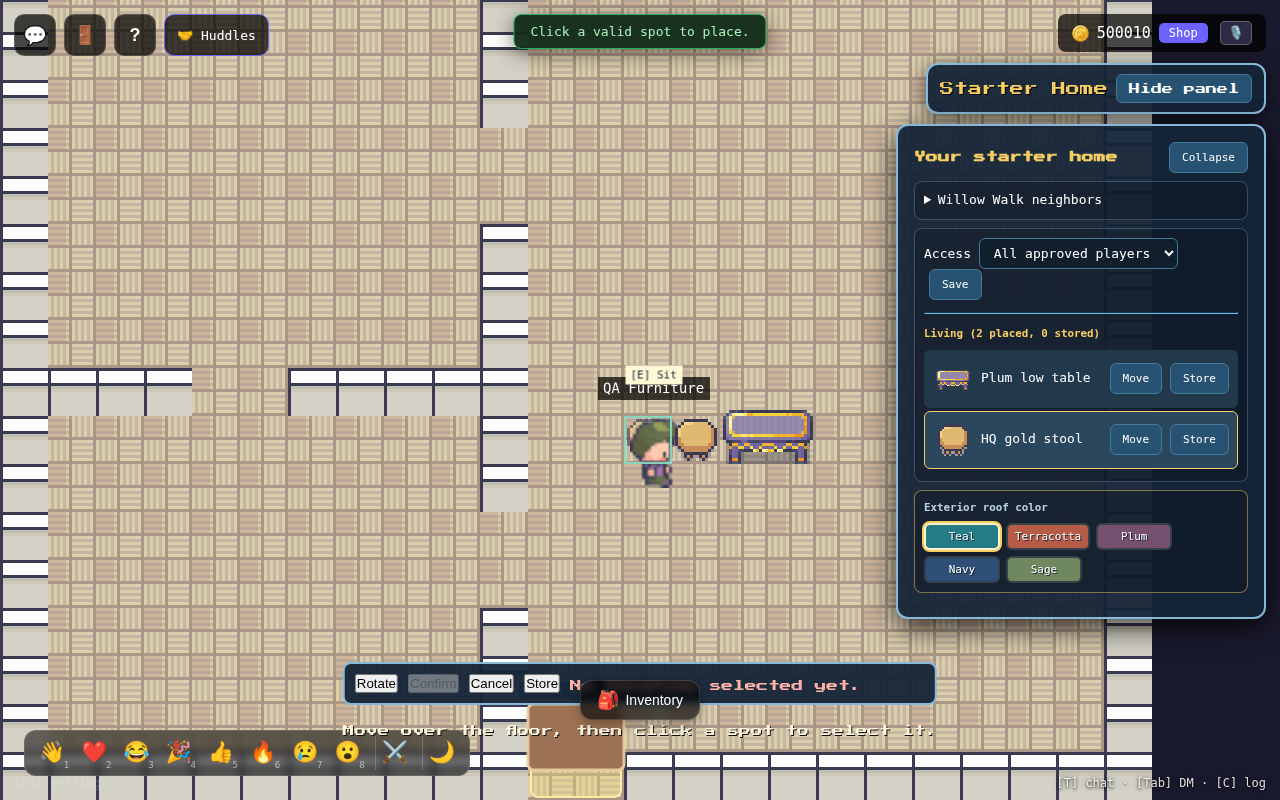 ? 🤝 Huddles
Click a valid spot to place.
500010 Shop
Starter Home Hide panel
Your starter home Collapse
▶ Willow Walk neighbors
Access All approved players
Save
Living (2 placed, 0 stored)
Plum low table Move Store
HQ gold stool Move Store
Exterior roof color
Teal Terracotta Plum
Navy Sage
[E] Sit
QA Furniture
Rotate Confirm Cancel Store
selected yet.
Inventory
Move over the floor, then click a spot to select it.
1 2 3 4 5 6 7 8
[T] chat · [Tab] DM · [C] log